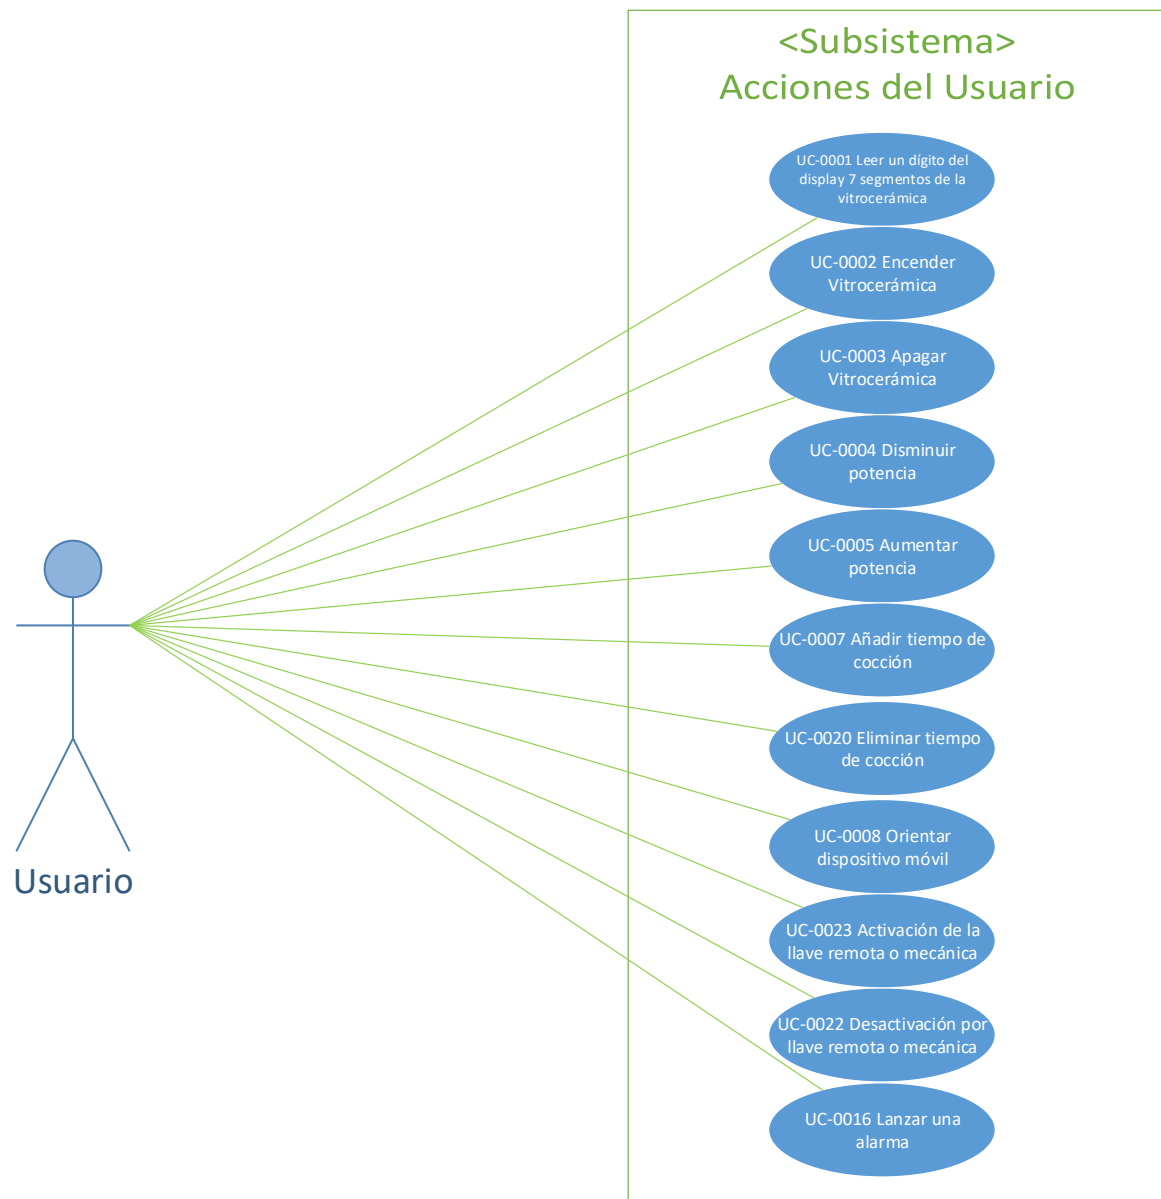 <Subsistema>
Acciones del Usuario
UC-0001 Leer un dígito del
display 7 segmentos de la
vitrocerámica
UC-0002 Encender
Vitrocerámica
UC-0003 Apagar
Vitrocerámica
UC-0004 Disminuir
potencia
UC-0005 Aumentar
potencia
UC-0007 Añadir tiempo de
cocción
UC-0020 Eliminar tiempo
de cocción
UC-0008 Orientar
dispositivo móvil
Usuario
UC-0023 Activación de la
llave remota o mecánica
UC-0022 Desactivación por
llave remota o mecánica
UC-0016 Lanzar una
alarma